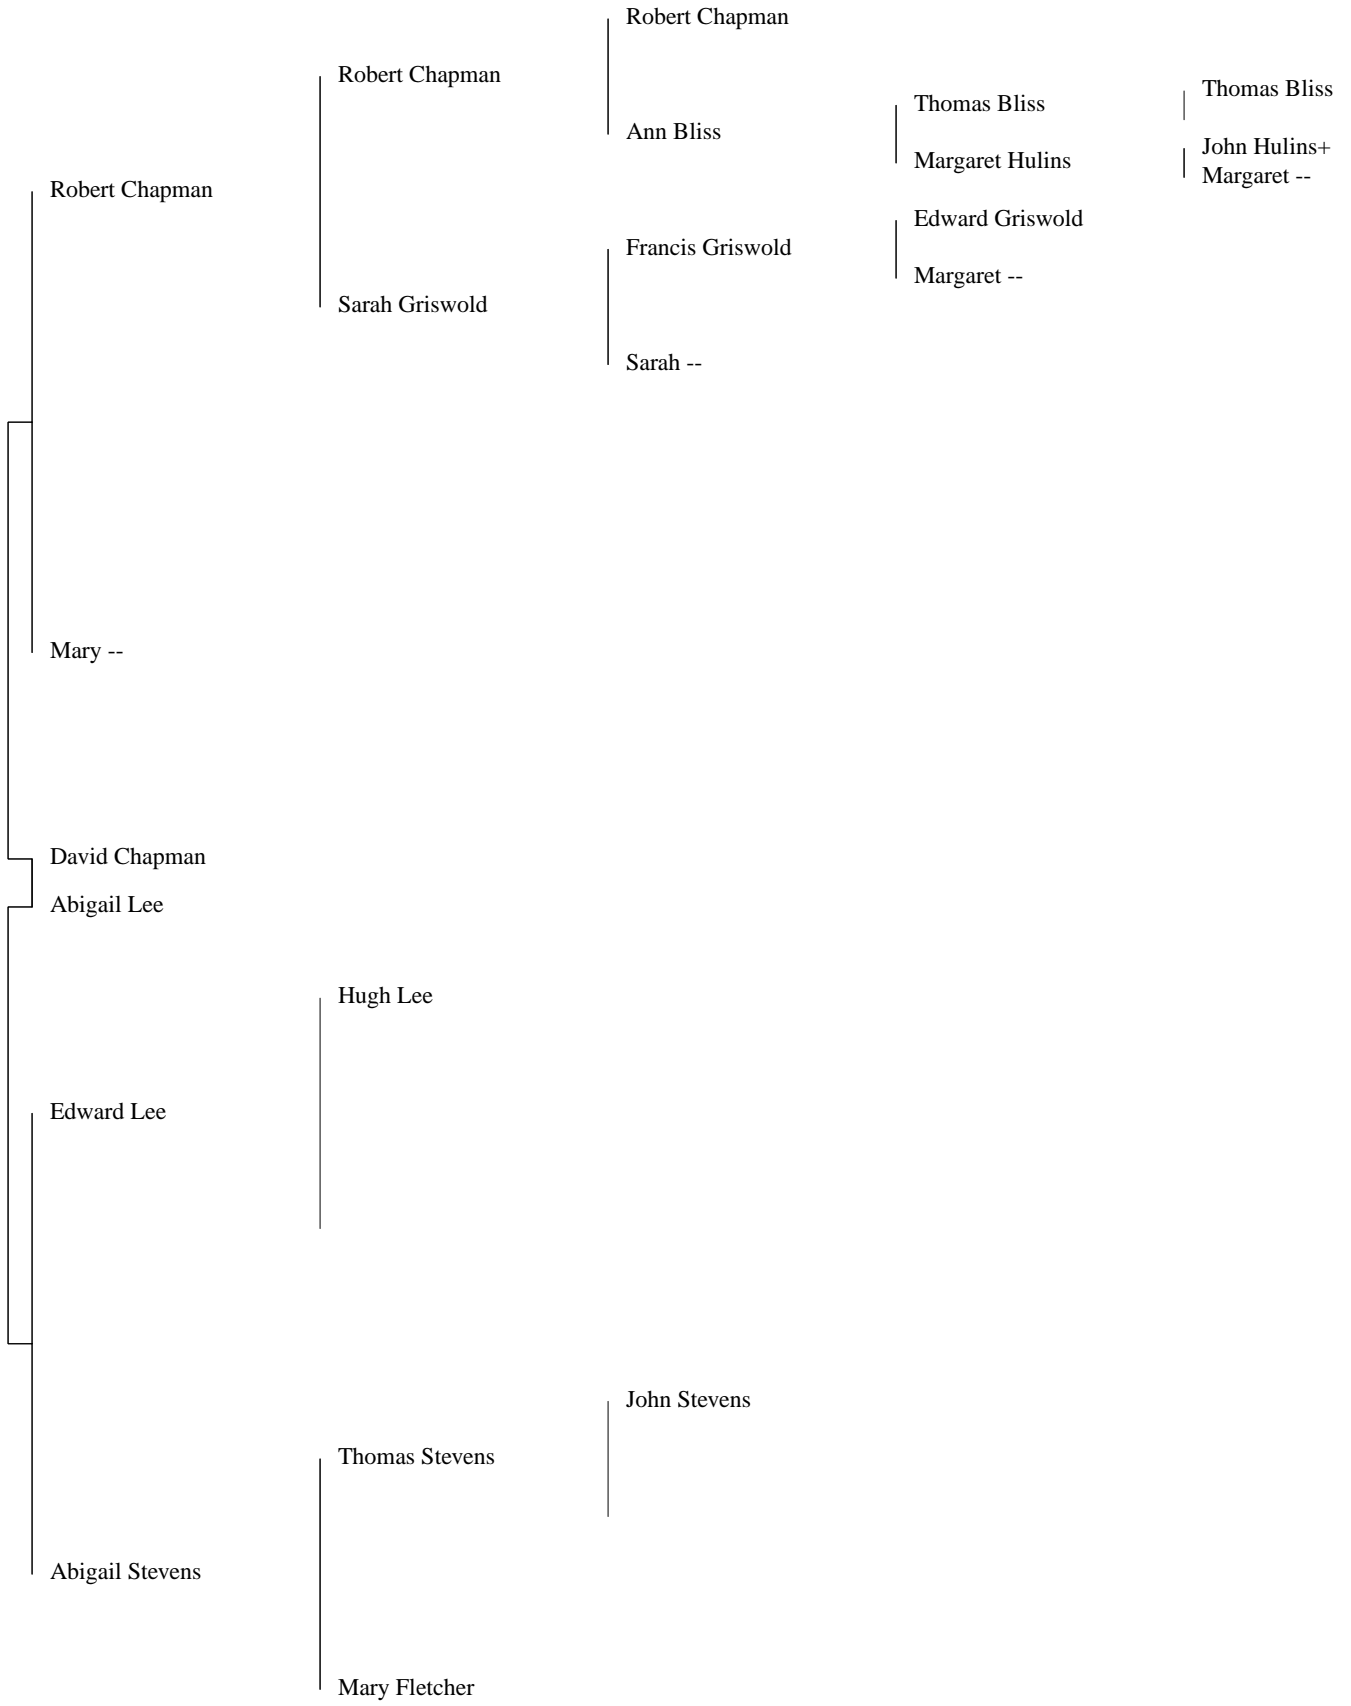 Robert Chapman
Robert Chapman
Thomas Bliss
Thomas Bliss
Ann Bliss
John Hulins+
Margaret Hulins
Margaret --
Robert Chapman
Edward Griswold
Francis Griswold
Margaret --
Sarah Griswold
Sarah --
Mary --
David Chapman
Abigail Lee
Hugh Lee
Edward Lee
John Stevens
Thomas Stevens
Abigail Stevens
Mary Fletcher